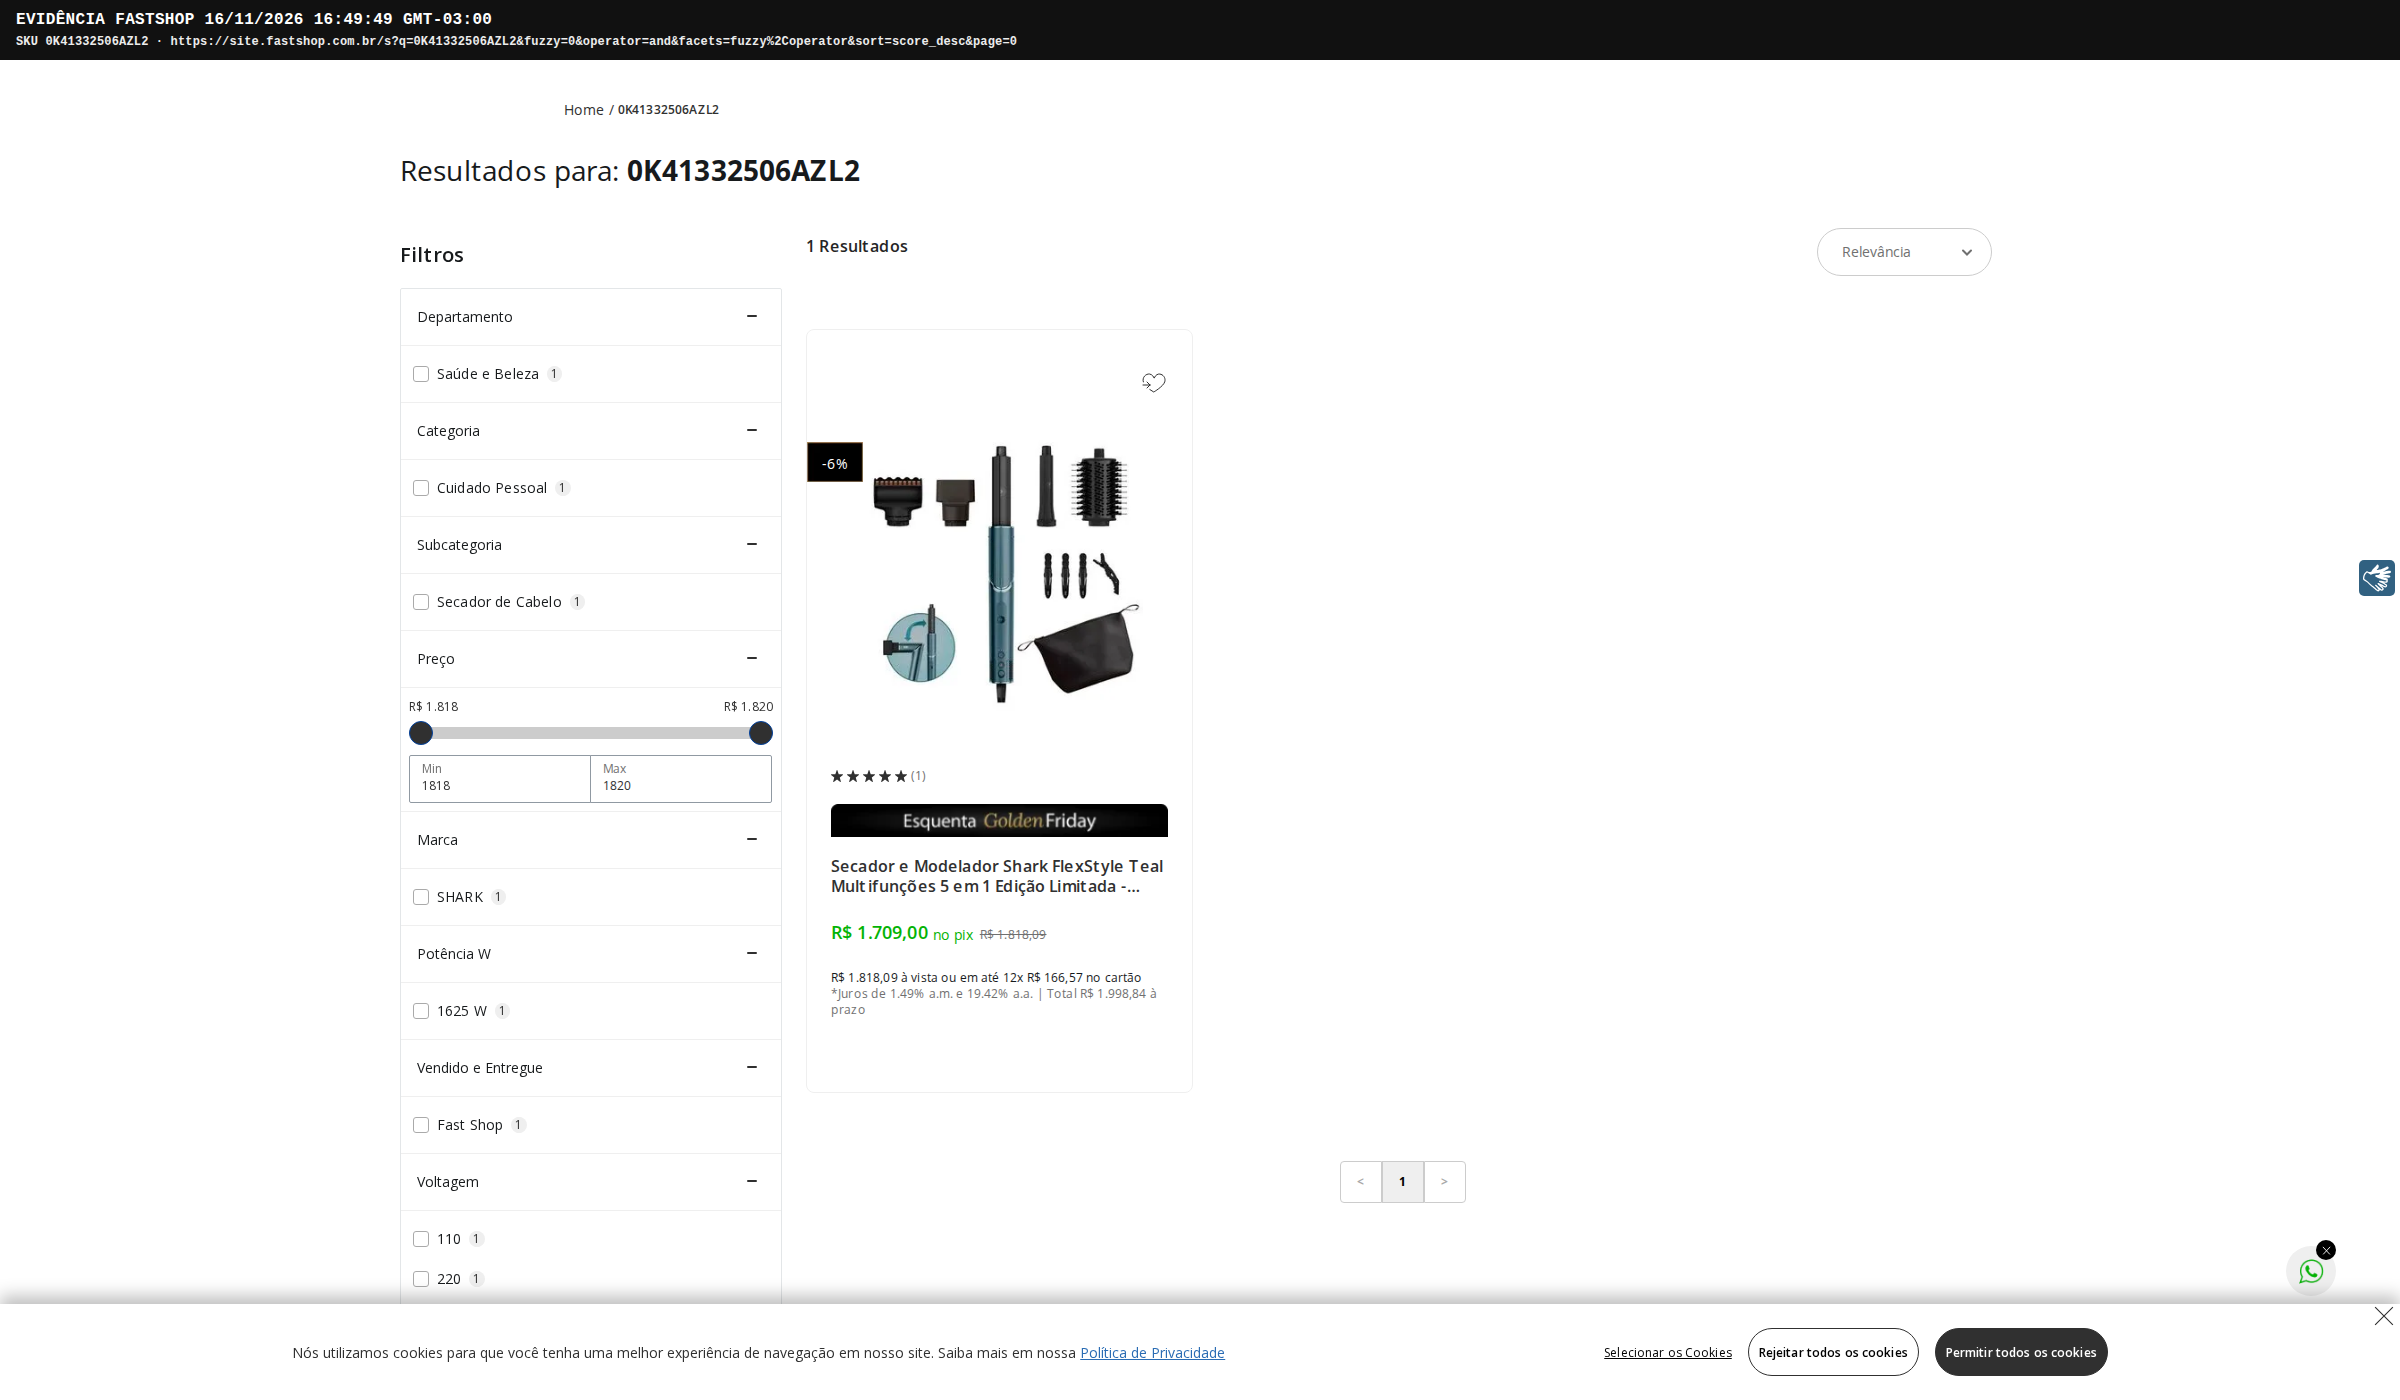 EVIDÊNCIA FASTSHOP 16/11/2026 16:49:49 GMT-03:00
SKU 0K41332506AZL2 · https://site.fastshop.com.br/s?q=0K41332506AZL2&fuzzy=0&operator=and&facets=fuzzy%2Coperator&sort=score_desc&page=0
Home / 0K41332506AZL2
Resultados para: 0K41332506AZL2
Filtros
1 Resultados
Relevância
Departamento
Saúde e Beleza 1
Categoria
Cuidado Pessoal 1
Subcategoria
Secador de Cabelo 1
Preço
R$ 1.818 R$ 1.820
Min
1818
Max
1820
Marca
SHARK 1
Potência W
1625 W 1
Vendido e Entregue
Fast Shop 1
Voltagem
110 1
220 1
-6%
(1)
Esquenta Golden Friday
Secador e Modelador Shark FlexStyle Teal
Multifunções 5 em 1 Edição Limitada -...
R$ 1.709,00 no pix R$ 1.818,09
R$ 1.818,09 à vista ou em até 12x R$ 166,57 no cartão
*Juros de 1.49% a.m. e 19.42% a.a. | Total R$ 1.998,84 à
prazo
< 1 >
Nós utilizamos cookies para que você tenha uma melhor experiência de navegação em nosso site. Saiba mais em nossa Política de Privacidade
Selecionar os Cookies
Rejeitar todos os cookies
Permitir todos os cookies